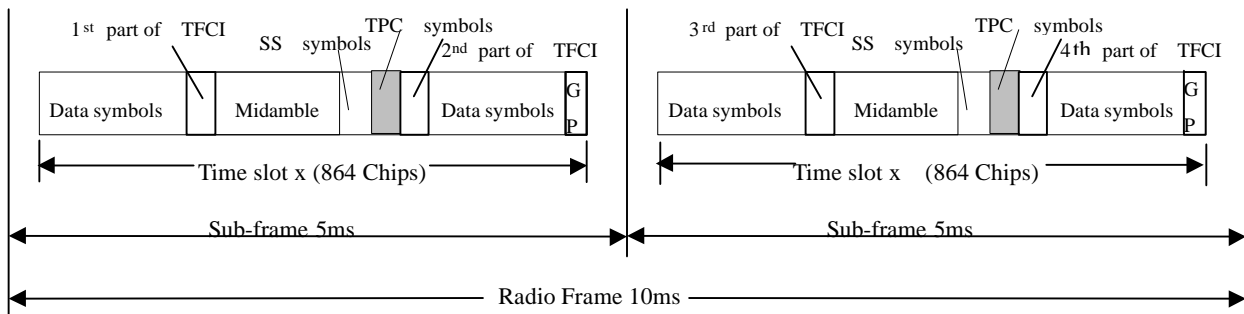 1st part of TFCI
TPC symbols
SS symbols
2nd part of TFCI
Data symbols
Midamble
Data symbols
G
P
Time slot x (864 Chips)
Sub-frame 5ms
3rd part of TFCI
TPC symbols
SS symbols
4th part of TFCI
Data symbols
Midamble
Data symbols
G
P
Time slot x (864 Chips)
Sub-frame 5ms
Radio Frame 10ms